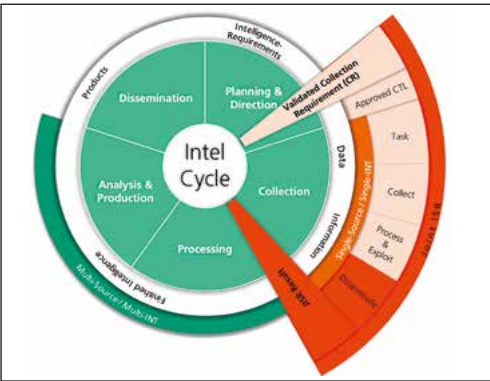 Intelligence-
Requirements
Products
Dissemination
Planning &
Direction
Validated Collection
Requirement (CR)
Approved CTL
Task
Collect
Process
& Exploit
Disseminate
Joint ISR
Single-Source / Single-INT
Data
Information
Intel
Cycle
Analysis &
Production
Collection
Processing
JISR Result
Finished Intelligence
Multi-Source / Multi-INT